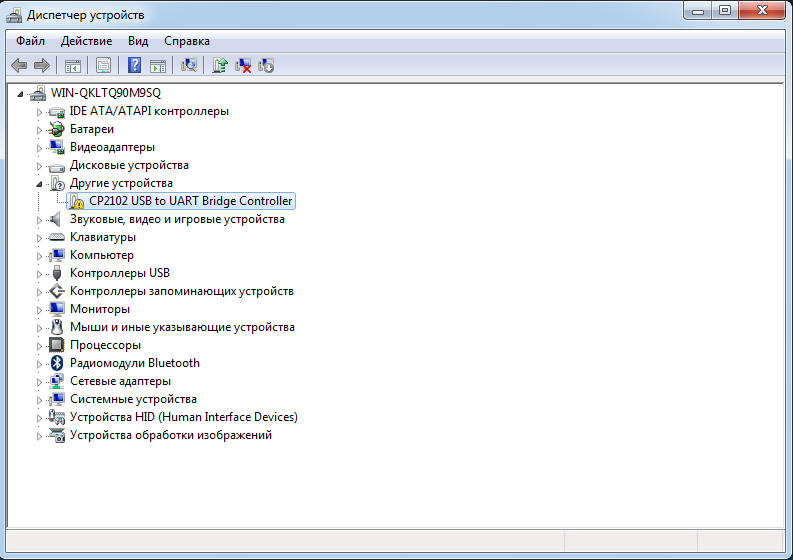 Диспетчер устройств
Файл Действие Вид Справка
WIN-QKLTQ90M9SQ
IDE ATA/ATAPI контроллеры
Батареи
Видеоадаптеры
Дисковые устройства
Другие устройства
CP2102 USB to UART Bridge Controller
Звуковые, видео и игровые устройства
Клавиатуры
Компьютер
Контроллеры USB
Контроллеры запоминающих устройств
Мониторы
Мыши и иные указывающие устройства
Процессоры
Радиомодули Bluetooth
Сетевые адаптеры
Системные устройства
Устройства HID (Human Interface Devices)
Устройства обработки изображений